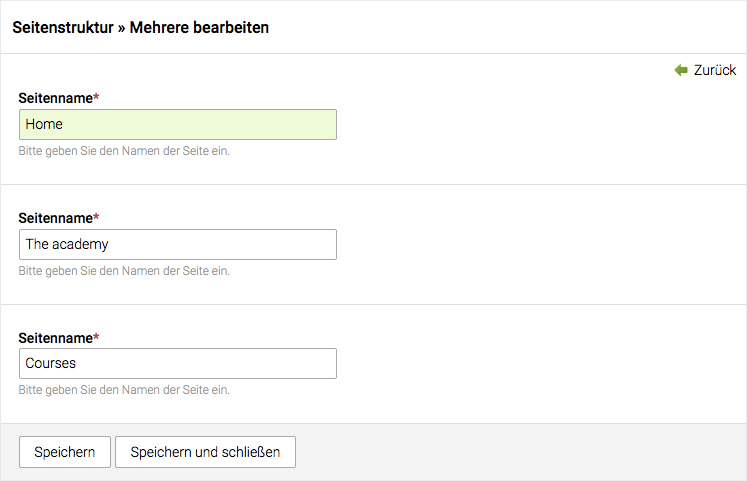 Seitenstruktur » Mehrere bearbeiten
Zurück
Seitenname*
Home
Bitte geben Sie den Namen der Seite ein.
Seitenname*
The academy
Bitte geben Sie den Namen der Seite ein.
Seitenname*
Courses
Bitte geben Sie den Namen der Seite ein.
Speichern Speichern und schließen